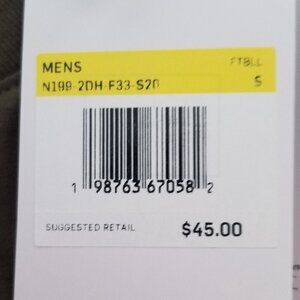 MENS FTBLL
N199-2DH-F33-S20 S
1 98763 67058 2
SUGGESTED RETAIL $45.00